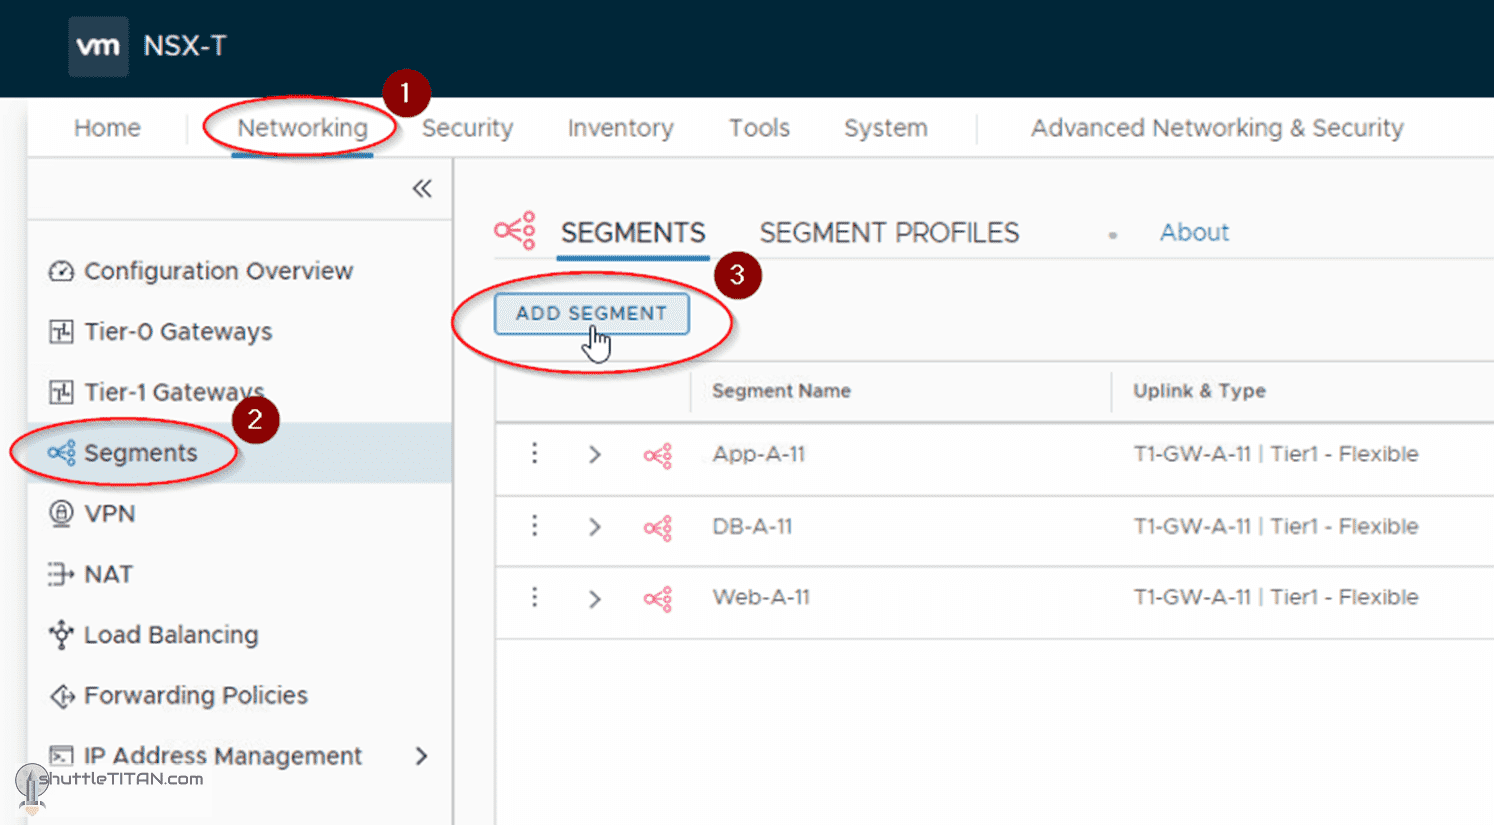 vm NSX-T
1
Home Networking Security Inventory Tools System Advanced Networking & Security
SEGMENTS SEGMENT PROFILES About
3
ADD SEGMENT
Configuration Overview
Tier-0 Gateways
Tier-1 Gateways
2
Segments
VPN
NAT
Load Balancing
Forwarding Policies
IP Address Management
Segment Name Uplink & Type
App-A-11 T1-GW-A-11 | Tier1 - Flexible
DB-A-11 T1-GW-A-11 | Tier1 - Flexible
Web-A-11 T1-GW-A-11 | Tier1 - Flexible
shuttleTITAN.com